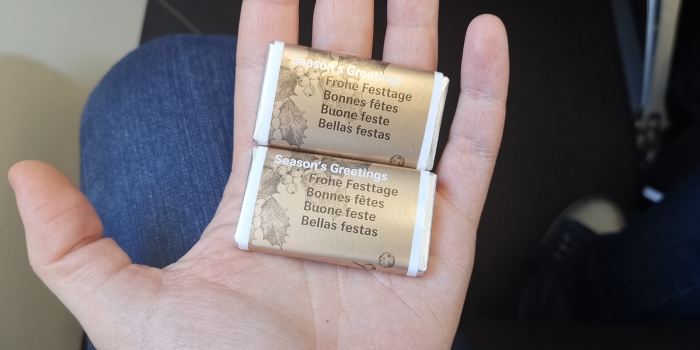 Season's Greetings
Frohe Festtage
Bonnes fêtes
Buone feste
Bellas festas
Season's Greetings
Frohe Festtage
Bonnes fêtes
Buone feste
Bellas festas